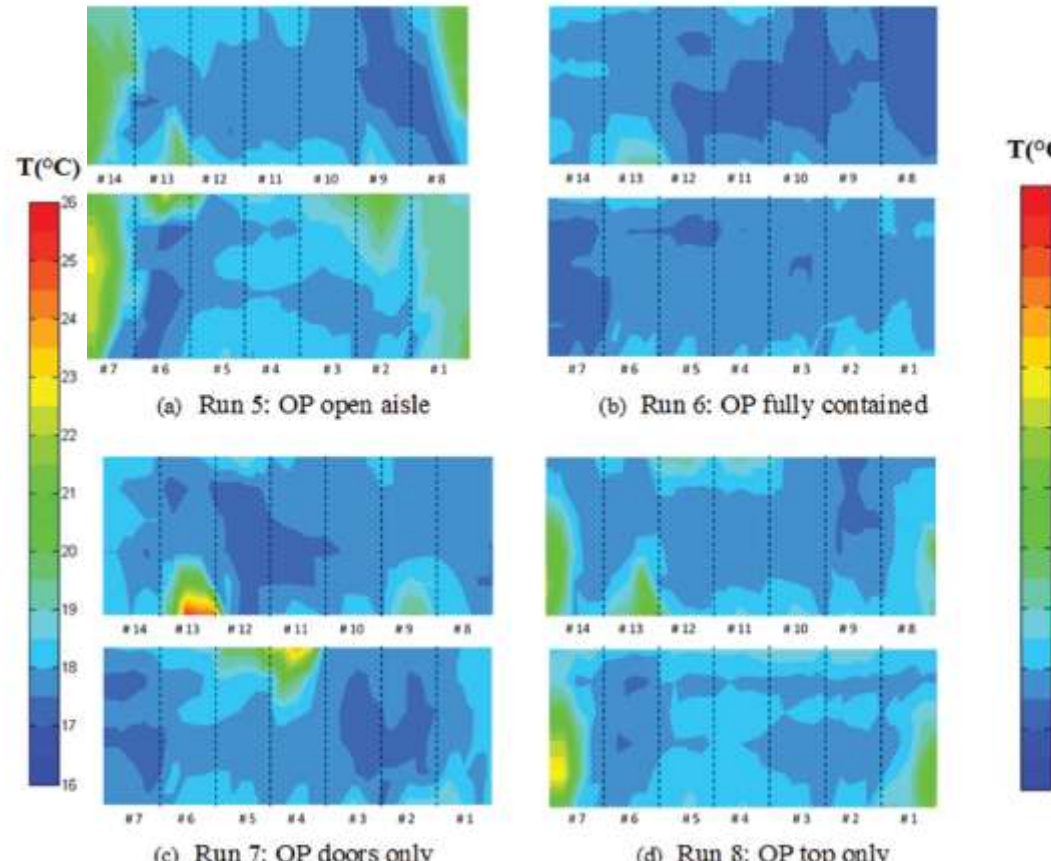 T(°C)
26
25
24
23
22
21
20
19
18
17
16
#14 #13 #12 #11 #10 #9 #8
#7 #6 #5 #4 #3 #2 #1
(a) Run 5: OP open aisle
#14 #13 #12 #11 #10 #9 #8
#7 #6 #5 #4 #3 #2 #1
(b) Run 6: OP fully contained
#14 #13 #12 #11 #10 #9 #8
#7 #6 #5 #4 #3 #2 #1
(c) Run 7: OP doors only
#14 #13 #12 #11 #10 #9 #8
#7 #6 #5 #4 #3 #2 #1
(d) Run 8: OP top only